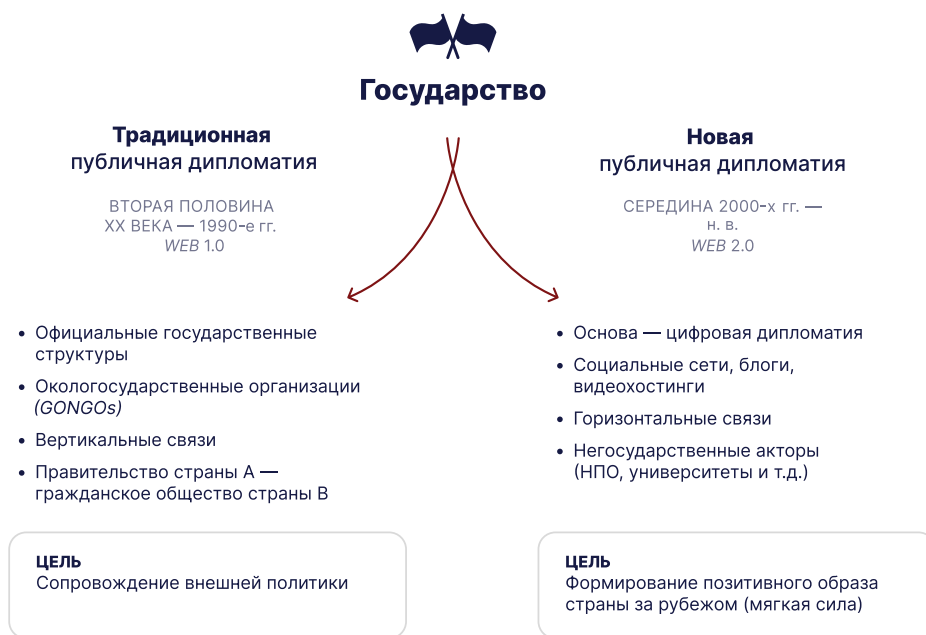 Государство
Традиционная
публичная дипломатия
ВТОРАЯ ПОЛОВИНА
XX ВЕКА — 1990-е гг.
WEB 1.0
• Официальные государственные
структуры
• Окологосударственные организации
(GONGOs)
• Вертикальные связи
• Правительство страны А —
гражданское общество страны B
ЦЕЛЬ
Сопровождение внешней политики
Новая
публичная дипломатия
СЕРЕДИНА 2000-х гг. —
н. в.
WEB 2.0
• Основа — цифровая дипломатия
• Социальные сети, блоги,
видеохостинги
• Горизонтальные связи
• Негосударственные акторы
(НПО, университеты и т.д.)
ЦЕЛЬ
Формирование позитивного образа
страны за рубежом (мягкая сила)